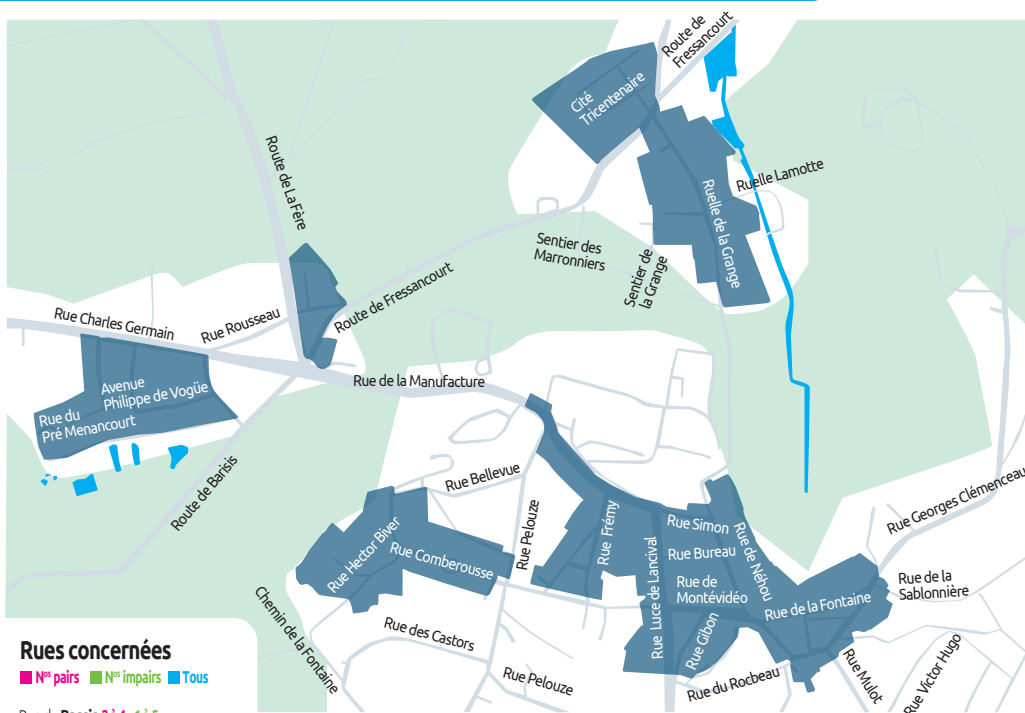 Route de
Fressancourt
Cité
Tricentenaire
Route de La Fère
Ruelle Lamotte
Ruelle de la Grange
Sentier des
Marronniers
Sentier de
la Grange
Route de Fressancourt
Rue Charles Germain
Rue Rousseau
Rue de la Manufacture
Avenue
Philippe de Vogüe
Rue du
Pré Menancourt
Route de Barisis
Rue Bellevue
Rue Pelouze
Rue Frémy
Rue Simon
Rue Bureau
Rue de
Montévidéo
Rue de Néhou
Rue Luce de Lancival
Rue Gibon
Rue de la Fontaine
Rue Georges Clémenceau
Rue de la
Sablonnière
Rue Hector Biver
Rue Comberousse
Chemin de la Fontaine
Rue des Castors
Rue Pelouze
Rue du Rocbeau
Rue Mulot
Rue Victor Hugo
Rues concernées
Nos pairs Nos impairs Tous